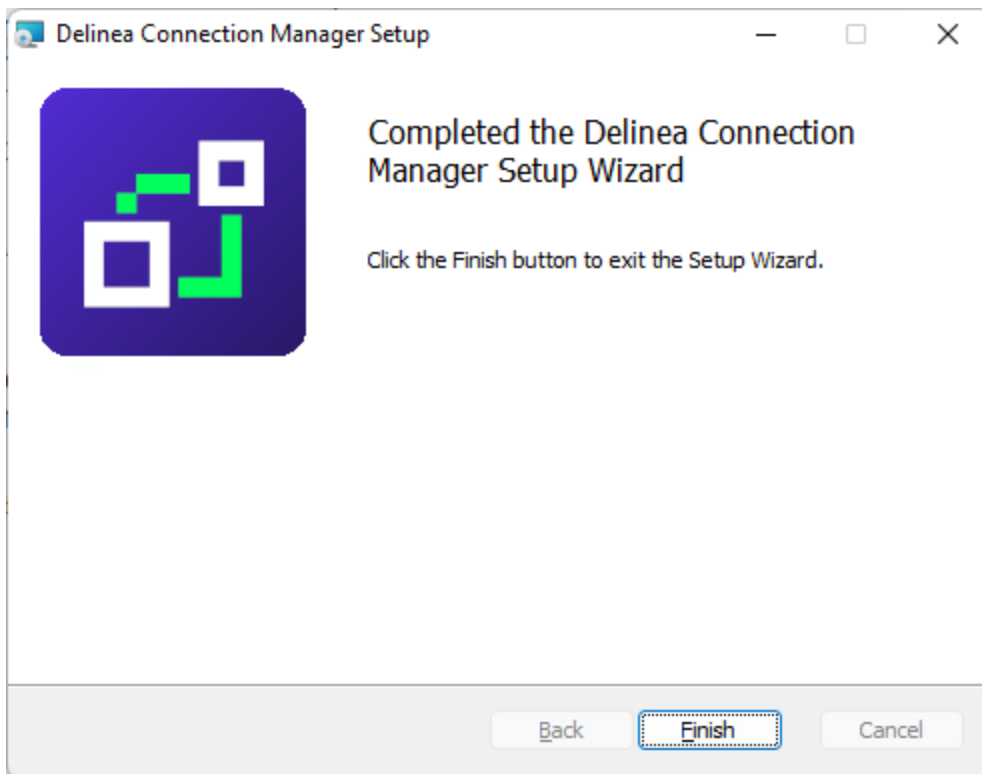 Delinea Connection Manager Setup
Completed the Delinea Connection
Manager Setup Wizard
Click the Finish button to exit the Setup Wizard.
Back
Finish
Cancel